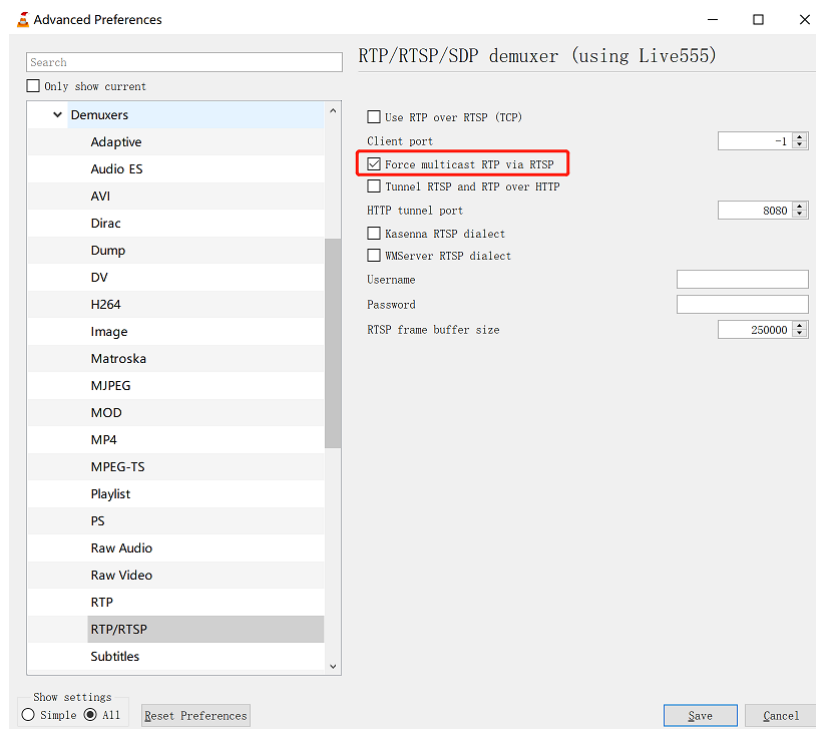 Advanced Preferences
Search
Only show current
Demuxers
Adaptive
Audio ES
AVI
Dirac
Dump
DV
H264
Image
Matroska
MJPEG
MOD
MP4
MPEG-TS
Playlist
PS
Raw Audio
Raw Video
RTP
RTP/RTSP
Subtitles
Show settings
Simple All
Reset Preferences
RTP/RTSP/SDP demuxer (using Live555)
Use RTP over RTSP (TCP)
Client port -1
Force multicast RTP via RTSP
Tunnel RTSP and RTP over HTTP
HTTP tunnel port 8080
Kasenna RTSP dialect
WMServer RTSP dialect
Username
Password
RTSP frame buffer size 250000
Save Cancel